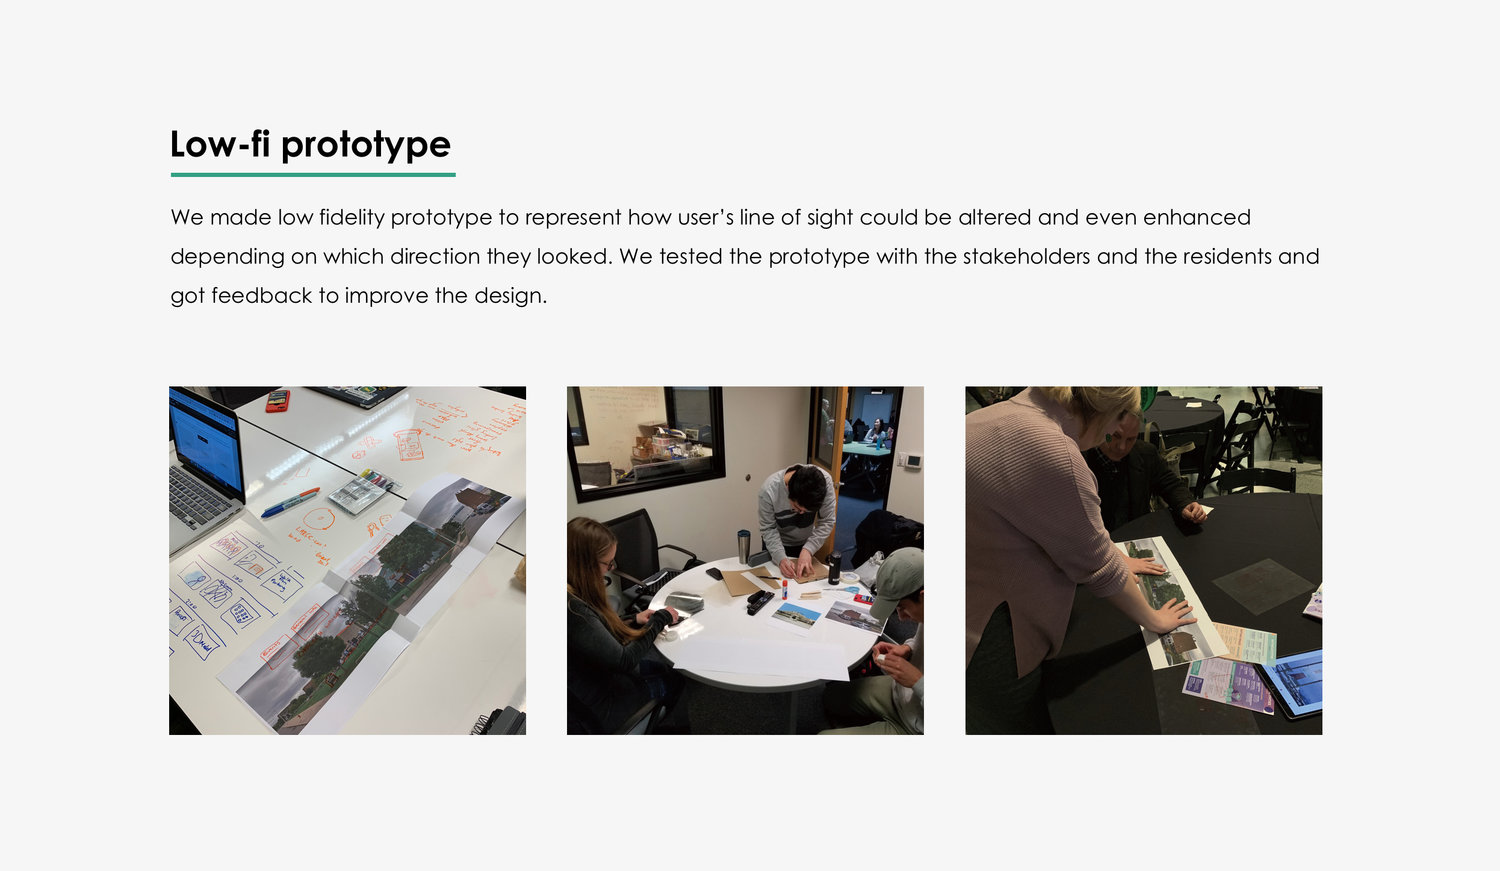 Low-fi prototype
We made low fidelity prototype to represent how user’s line of sight could be altered and even enhanced
depending on which direction they looked. We tested the prototype with the stakeholders and the residents and
got feedback to improve the design.